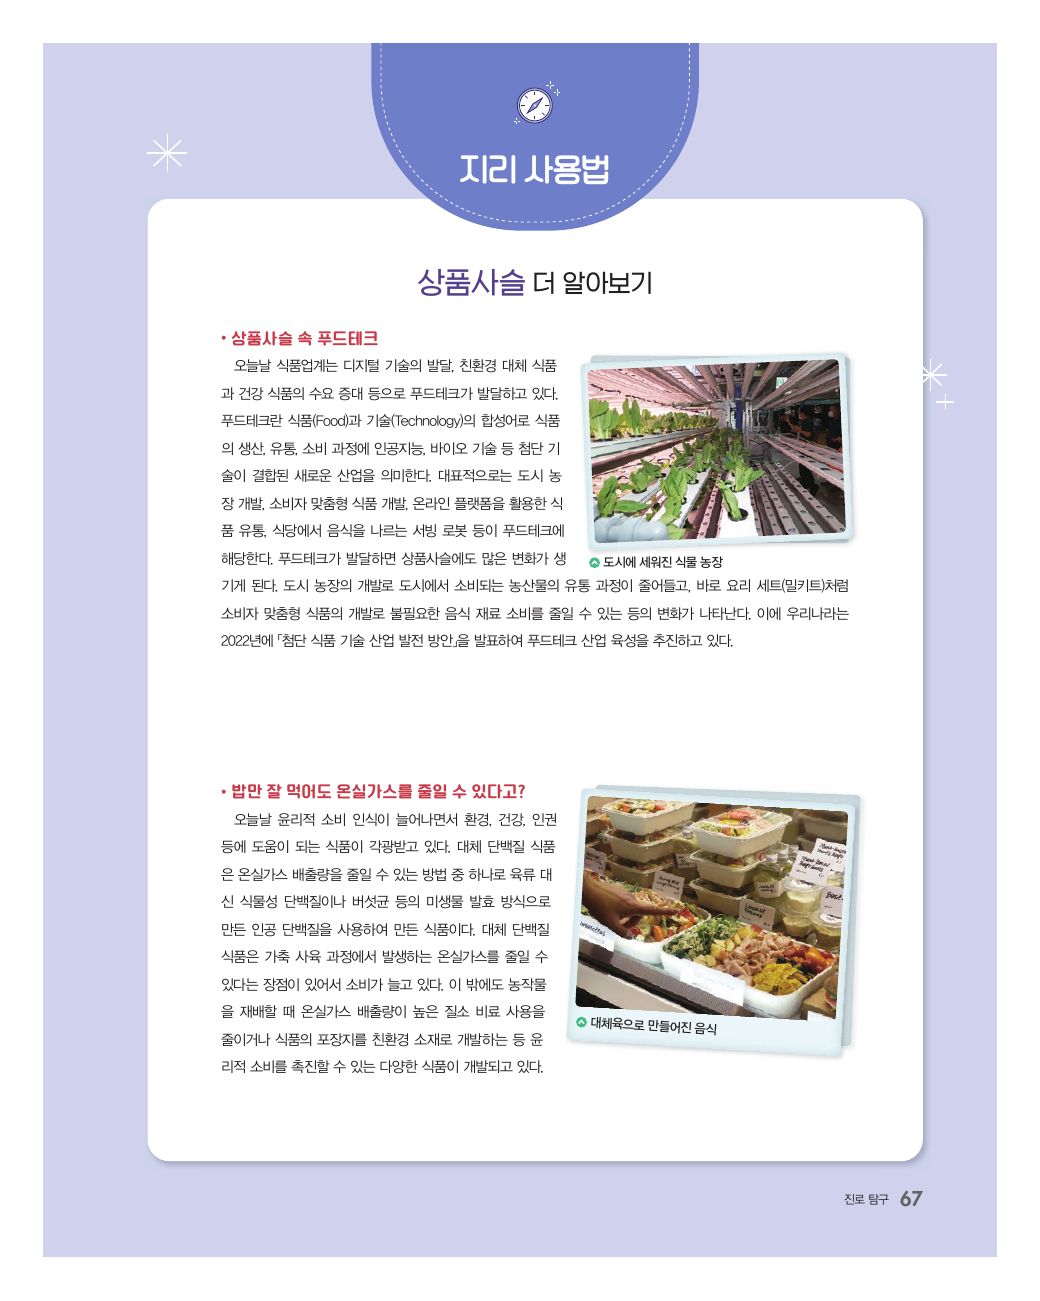 지리 사용법
상품사슬 더 알아보기
• 상품사슬 속 푸드테크
오늘날 식품업계는 디지털 기술의 발달, 친환경 대체 식품
과 건강 식품의 수요 증대 등으로 푸드테크가 발달하고 있다.
푸드테크란 식품(Food)과 기술(Technology)의 합성어로 식품
의 생산, 유통, 소비 과정에 인공지능, 바이오 기술 등 첨단 기
술이 결합된 새로운 산업을 의미한다. 대표적으로는 도시 농
장 개발, 소비자 맞춤형 식품 개발, 온라인 플랫폼을 활용한 식
품 유통, 식당에서 음식을 나르는 서빙 로봇 등이 푸드테크에
해당한다. 푸드테크가 발달하면 상품사슬에도 많은 변화가 생
기게 된다. 도시 농장의 개발로 도시에서 소비되는 농산물의 유통 과정이 줄어들고, 바로 요리 세트(밀키트)처럼
소비자 맞춤형 식품의 개발로 불필요한 음식 재료 소비를 줄일 수 있는 등의 변화가 나타난다. 이에 우리나라는
2022년에 「첨단 식품 기술 산업 발전 방안」을 발표하여 푸드테크 산업 육성을 추진하고 있다.
도시에 세워진 식물 농장
• 밥만 잘 먹어도 온실가스를 줄일 수 있다고?
오늘날 윤리적 소비 인식이 늘어나면서 환경, 건강, 인권
등에 도움이 되는 식품이 각광받고 있다. 대체 단백질 식품
은 온실가스 배출량을 줄일 수 있는 방법 중 하나로 육류 대
신 식물성 단백질이나 버섯균 등의 미생물 발효 방식으로
만든 인공 단백질을 사용하여 만든 식품이다. 대체 단백질
식품은 가축 사육 과정에서 발생하는 온실가스를 줄일 수
있다는 장점이 있어서 소비가 늘고 있다. 이 밖에도 농작물
을 재배할 때 온실가스 배출량이 높은 질소 비료 사용을
줄이거나 식품의 포장지를 친환경 소재로 개발하는 등 윤
리적 소비를 촉진할 수 있는 다양한 식품이 개발되고 있다.
대체육으로 만들어진 음식
진로 탐구 67